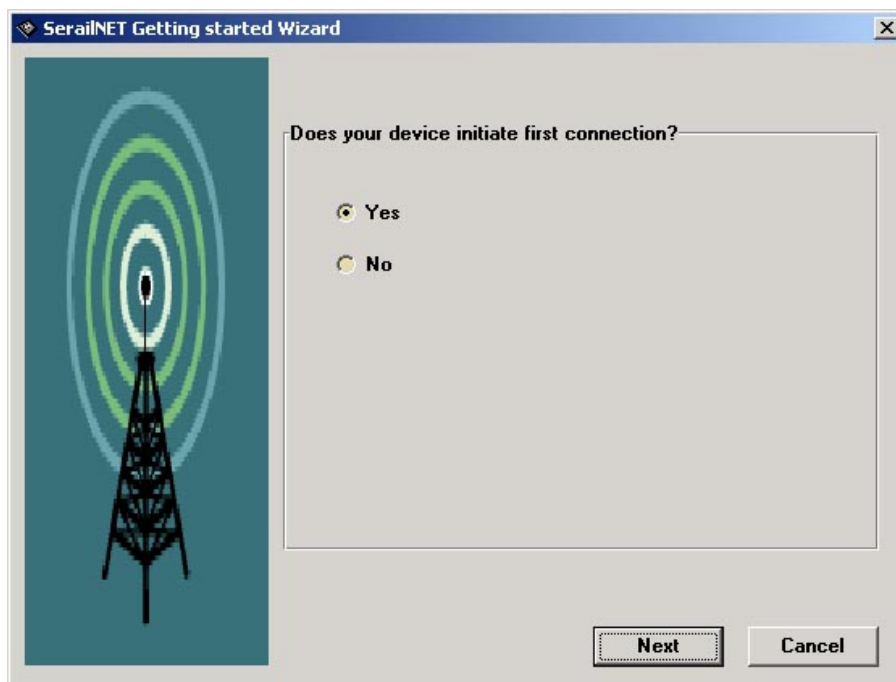 SerailNET Getting started Wizard
Does your device initiate first connection?
Yes
No
Next
Cancel